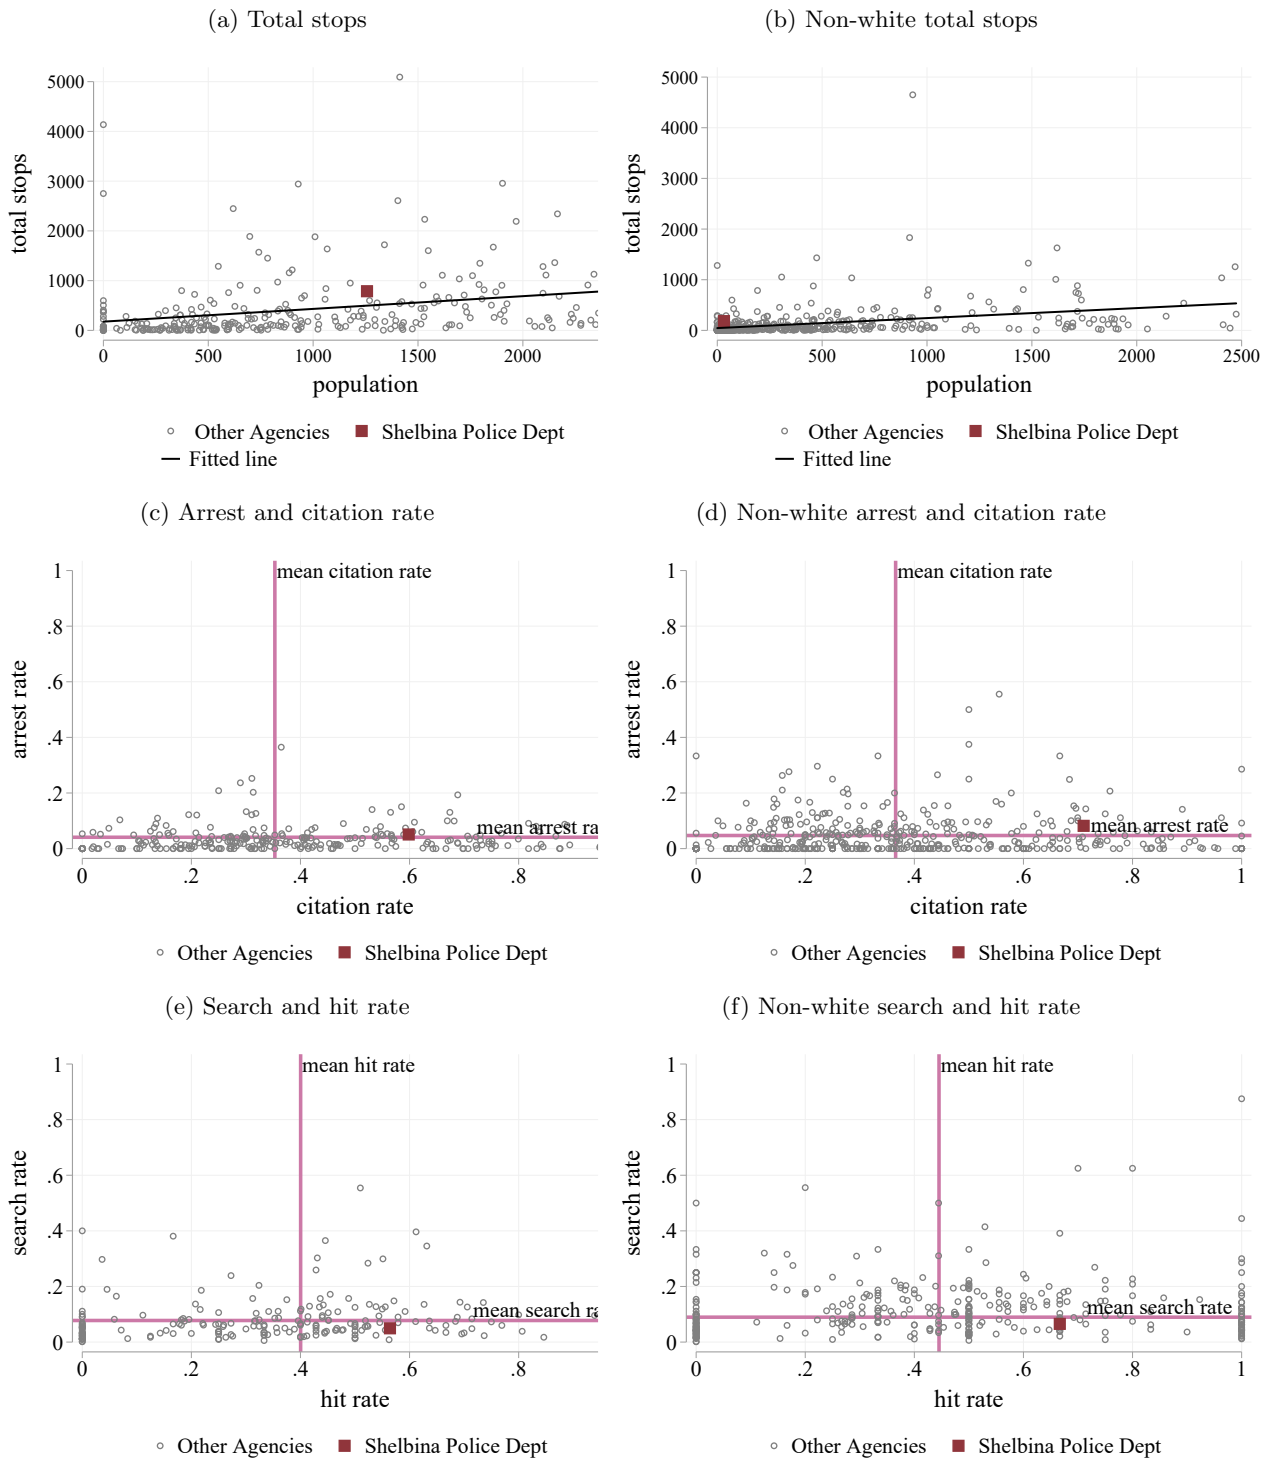 (a) Total stops
(b) Non-white total stops
total stops
5000
4000
3000
2000
1000
0
0 500 1000 1500 2000
population
Other Agencies Shelbina Police Dept
Fitted line
total stops
5000
4000
3000
2000
1000
0
0 500 1000 1500 2000 2500
population
Other Agencies Shelbina Police Dept
Fitted line
(c) Arrest and citation rate
(d) Non-white arrest and citation rate
arrest rate
1
.8
.6
.4
.2
0
mean citation rate
mean arrest ra
0 .2 .4 .6 .8
citation rate
Other Agencies Shelbina Police Dept
arrest rate
1
.8
.6
.4
.2
0
mean citation rate
mean arrest rate
0 .2 .4 .6 .8 1
citation rate
Other Agencies Shelbina Police Dept
(e) Search and hit rate
(f) Non-white search and hit rate
search rate
1
.8
.6
.4
.2
0
mean hit rate
mean search ra
0 .2 .4 .6 .8
hit rate
Other Agencies Shelbina Police Dept
search rate
1
.8
.6
.4
.2
0
mean hit rate
mean search rate
0 .2 .4 .6 .8 1
hit rate
Other Agencies Shelbina Police Dept